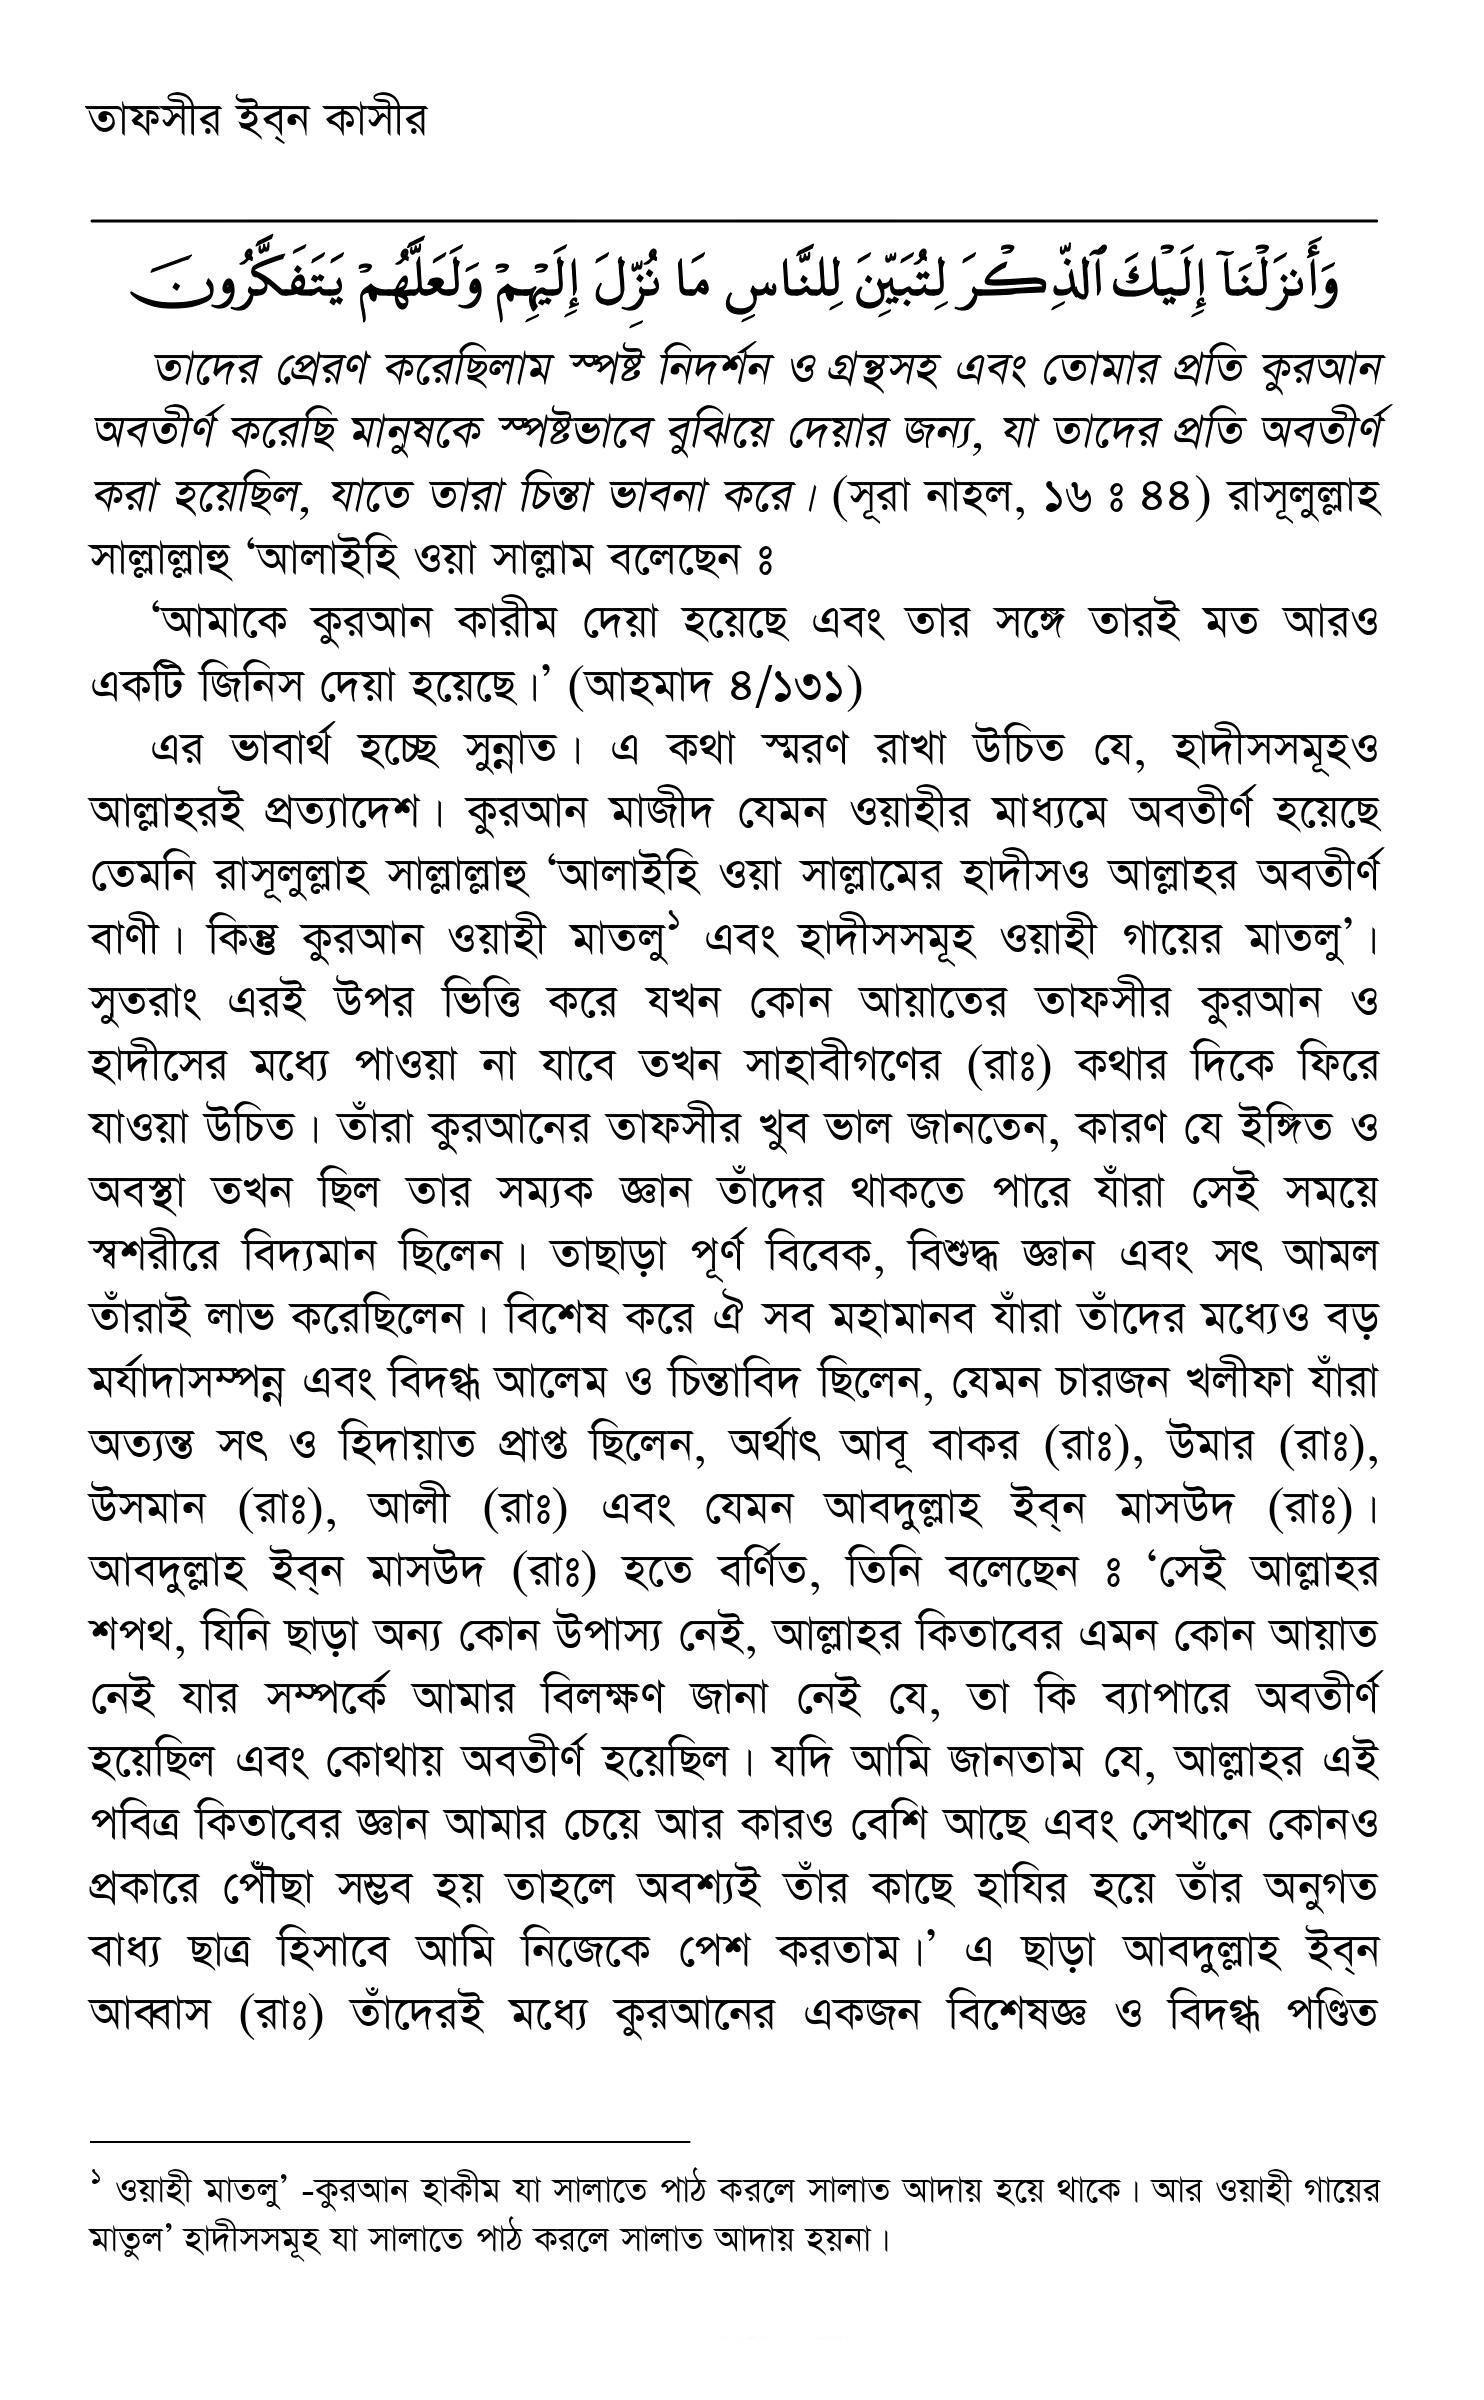 তাফসীর ইব্‌ন কাসীর
وَأَنزَلْنَآ إِلَيْكَ ٱلذِّكْرَ لِتُبَيِّنَ لِلنَّاسِ مَا نُزِّلَ إِلَيْهِمْ وَلَعَلَّهُمْ يَتَفَكَّرُونَ
তাদের প্রেরণ করেছিলাম স্পষ্ট নিদর্শন ও গ্রন্থসহ এবং তোমার প্রতি কুরআন
অবতীর্ণ করেছি মানুষকে স্পষ্টভাবে বুঝিয়ে দেয়ার জন্য, যা তাদের প্রতি অবতীর্ণ
করা হয়েছিল, যাতে তারা চিন্তা ভাবনা করে। (সূরা নাহল, ১৬ ঃ ৪৪) রাসূলুল্লাহ
সাল্লাল্লাহু ‘আলাইহি ওয়া সাল্লাম বলেছেন ঃ
‘আমাকে কুরআন কারীম দেয়া হয়েছে এবং তার সঙ্গে তারই মত আরও
একটি জিনিস দেয়া হয়েছে।’ (আহমাদ ৪/১৩১)
এর ভাবার্থ হচ্ছে সুন্নাত। এ কথা স্মরণ রাখা উচিত যে, হাদীসসমূহও
আল্লাহরই প্রত্যাদেশ। কুরআন মাজীদ যেমন ওয়াহীর মাধ্যমে অবতীর্ণ হয়েছে
তেমনি রাসূলুল্লাহ সাল্লাল্লাহু ‘আলাইহি ওয়া সাল্লামের হাদীসও আল্লাহর অবতীর্ণ
বাণী। কিন্তু কুরআন ওয়াহী মাতলু১ এবং হাদীসসমূহ ওয়াহী গায়ের মাতলু’।
সুতরাং এরই উপর ভিত্তি করে যখন কোন আয়াতের তাফসীর কুরআন ও
হাদীসের মধ্যে পাওয়া না যাবে তখন সাহাবীগণের (রাঃ) কথার দিকে ফিরে
যাওয়া উচিত। তাঁরা কুরআনের তাফসীর খুব ভাল জানতেন, কারণ যে ইঙ্গিত ও
অবস্থা তখন ছিল তার সম্যক জ্ঞান তাঁদের থাকতে পারে যাঁরা সেই সময়ে
স্বশরীরে বিদ্যমান ছিলেন। তাছাড়া পূর্ণ বিবেক, বিশুদ্ধ জ্ঞান এবং সৎ আমল
তাঁরাই লাভ করেছিলেন। বিশেষ করে ঐ সব মহামানব যাঁরা তাঁদের মধ্যেও বড়
মর্যাদাসম্পন্ন এবং বিদগ্ধ আলেম ও চিন্তাবিদ ছিলেন, যেমন চারজন খলীফা যাঁরা
অত্যন্ত সৎ ও হিদায়াত প্রাপ্ত ছিলেন, অর্থাৎ আবূ বাকর (রাঃ), উমার (রাঃ),
উসমান (রাঃ), আলী (রাঃ) এবং যেমন আবদুল্লাহ ইব্‌ন মাসউদ (রাঃ)।
আবদুল্লাহ ইব্‌ন মাসউদ (রাঃ) হতে বর্ণিত, তিনি বলেছেন ঃ ‘সেই আল্লাহর
শপথ, যিনি ছাড়া অন্য কোন উপাস্য নেই, আল্লাহর কিতাবের এমন কোন আয়াত
নেই যার সম্পর্কে আমার বিলক্ষণ জানা নেই যে, তা কি ব্যাপারে অবতীর্ণ
হয়েছিল এবং কোথায় অবতীর্ণ হয়েছিল। যদি আমি জানতাম যে, আল্লাহর এই
পবিত্র কিতাবের জ্ঞান আমার চেয়ে আর কারও বেশি আছে এবং সেখানে কোনও
প্রকারে পৌঁছা সম্ভব হয় তাহলে অবশ্যই তাঁর কাছে হাযির হয়ে তাঁর অনুগত
বাধ্য ছাত্র হিসাবে আমি নিজেকে পেশ করতাম।’ এ ছাড়া আবদুল্লাহ ইব্‌ন
আব্বাস (রাঃ) তাঁদেরই মধ্যে কুরআনের একজন বিশেষজ্ঞ ও বিদগ্ধ পণ্ডিত
১ ওয়াহী মাতলু’ -কুরআন হাকীম যা সালাতে পাঠ করলে সালাত আদায় হয়ে থাকে। আর ওয়াহী গায়ের
মাতুল’ হাদীসসমূহ যা সালাতে পাঠ করলে সালাত আদায় হয়না।